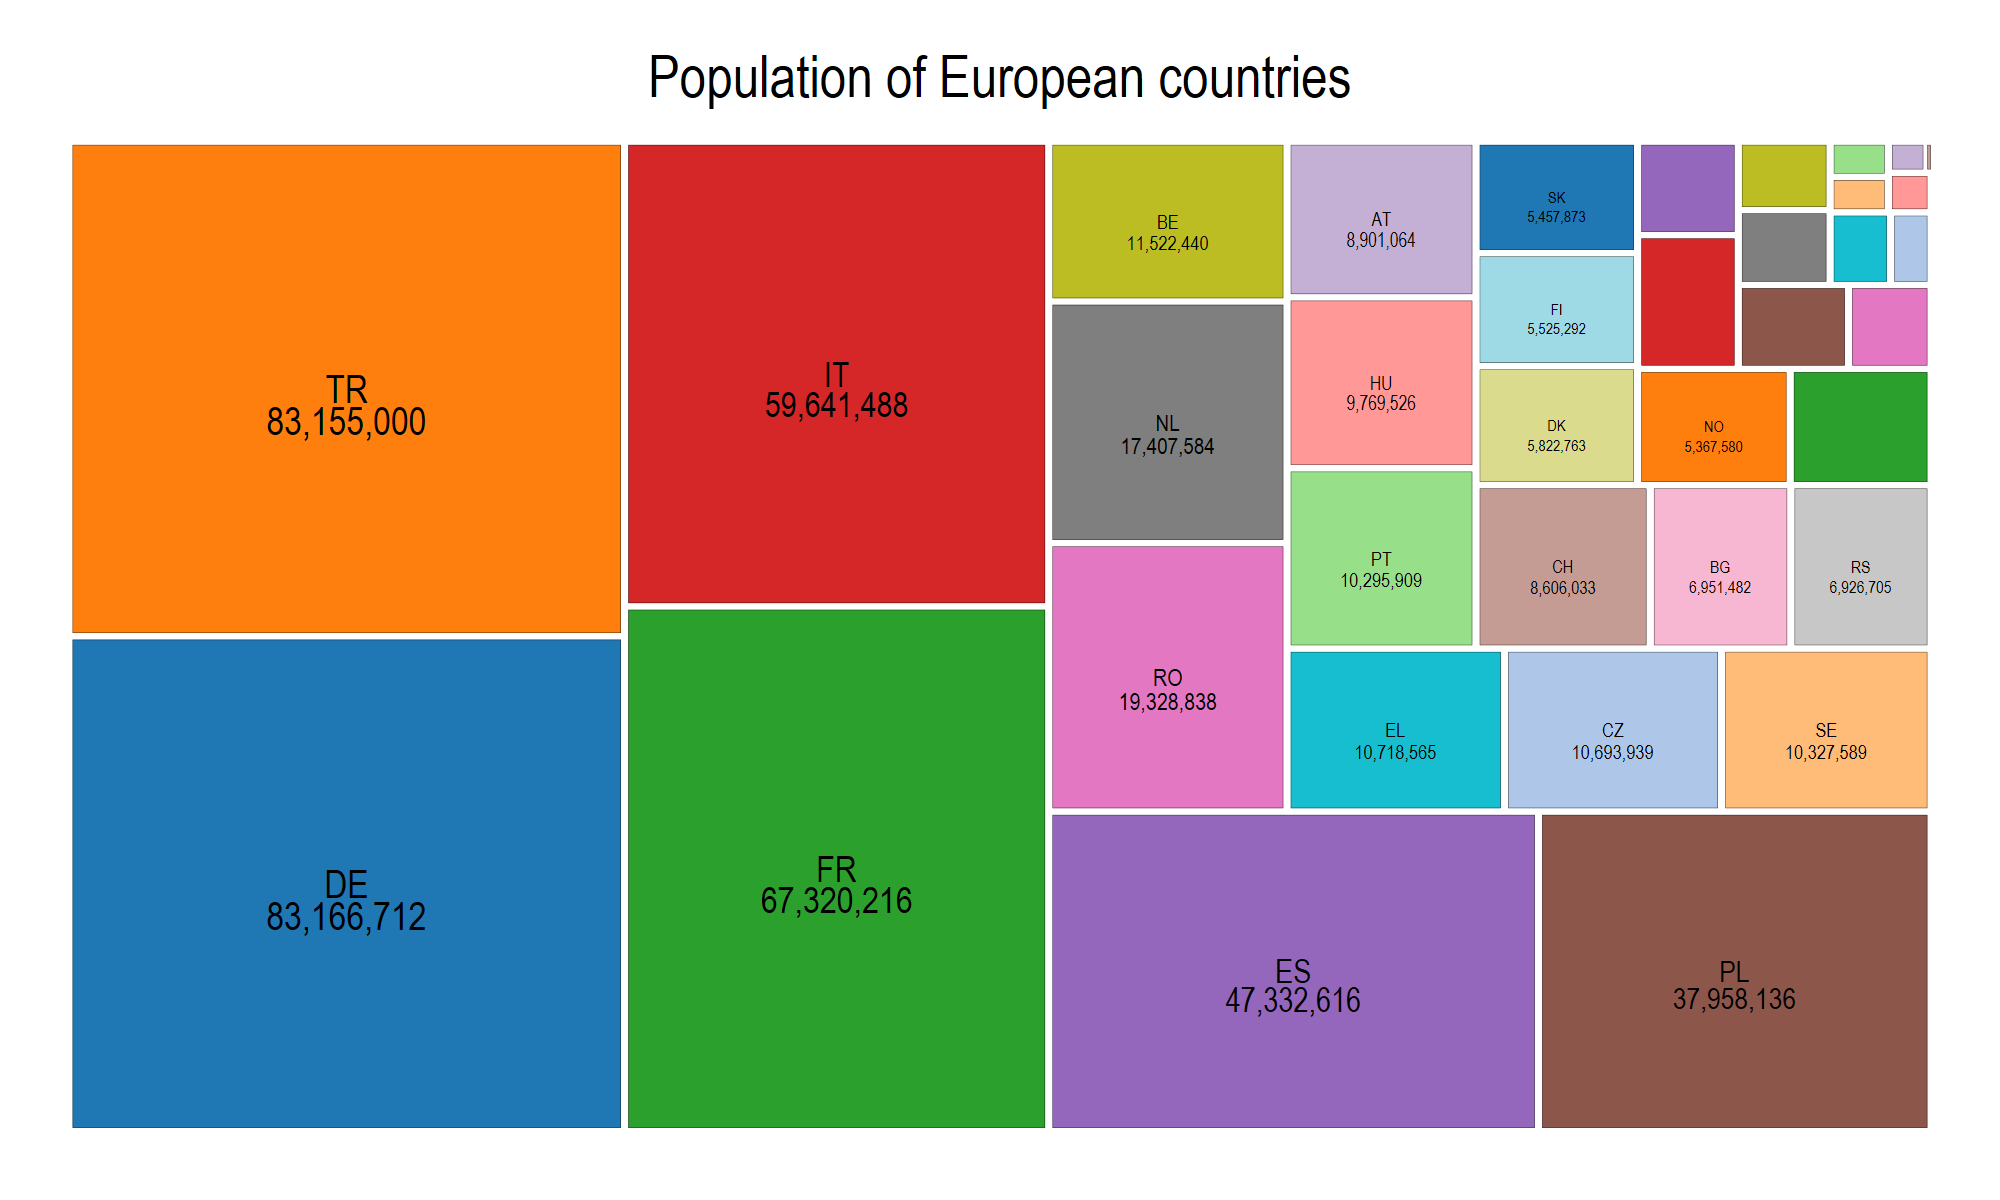 Population of European countries
TR
83,155,000
DE
83,166,712
IT
59,641,488
FR
67,320,216
BE
11,522,440
NL
17,407,584
RO
19,328,838
ES
47,332,616
PL
37,958,136
AT
8,901,064
HU
9,769,526
PT
10,295,909
EL
10,718,565
CZ
10,693,939
SE
10,327,589
SK
5,457,873
FI
5,525,292
DK
5,822,763
NO
5,367,580
CH
8,606,033
BG
6,951,482
RS
6,926,705